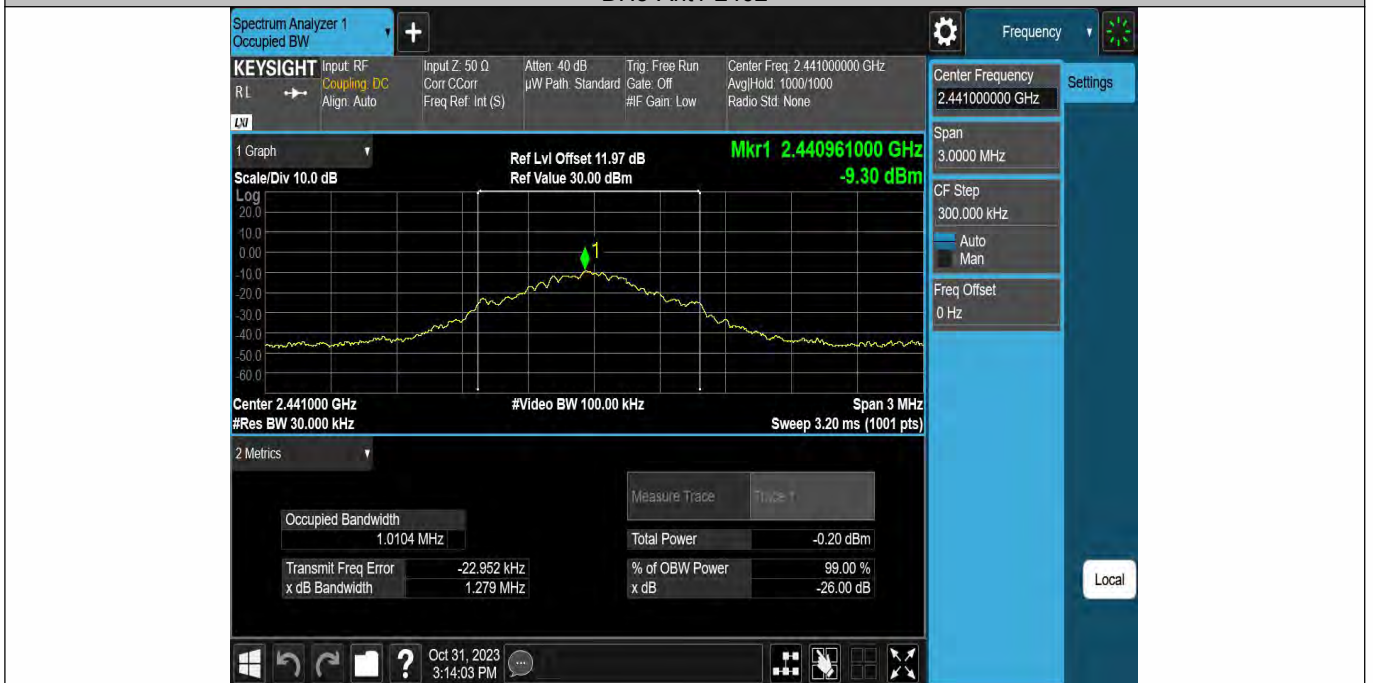 Spectrum Analyzer 1
Occupied BW
+
Frequency
KEYSIGHT
RL
LXI
Input: RF
Coupling: DC
Align: Auto
Input Z: 50 Ω
Corr CCorr
Freq Ref: Int (S)
Atten: 40 dB
µW Path: Standard
Trig: Free Run
Gate: Off
#IF Gain: Low
Center Freq: 2.441000000 GHz
Avg|Hold: 1000/1000
Radio Std: None
Center Frequency
2.441000000 GHz
Settings
Span
3.0000 MHz
CF Step
300.000 kHz
Auto
Man
Freq Offset
0 Hz
Local
1 Graph
Scale/Div 10.0 dB
Ref Lvl Offset 11.97 dB
Ref Value 30.00 dBm
Mkr1 2.440961000 GHz
-9.30 dBm
Log
20.0
10.0
0.00
-10.0
-20.0
-30.0
-40.0
-50.0
-60.0
1
Center 2.441000 GHz
#Video BW 100.00 kHz
Span 3 MHz
#Res BW 30.000 kHz
Sweep 3.20 ms (1001 pts)
2 Metrics
Measure Trace
Trace 1
Occupied Bandwidth
1.0104 MHz
Total Power
-0.20 dBm
Transmit Freq Error
-22.952 kHz
% of OBW Power
99.00 %
x dB Bandwidth
1.279 MHz
x dB
-26.00 dB
?
Oct 31, 2023
3:14:03 PM